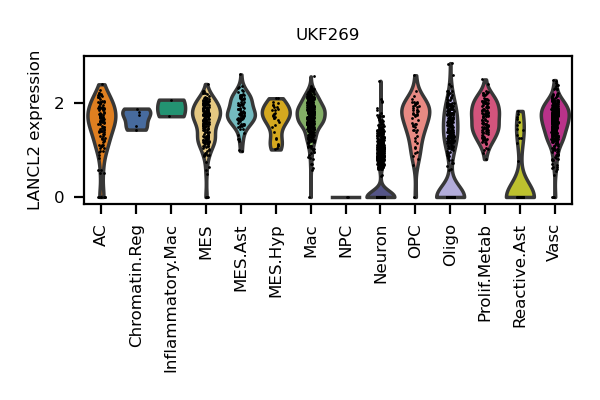 UKF269
LANCL2 expression
2
0
AC
Chromatin.Reg
Inflammatory.Mac
MES
MES.Ast
MES.Hyp
Mac
NPC
Neuron
OPC
Oligo
Prolif.Metab
Reactive.Ast
Vasc